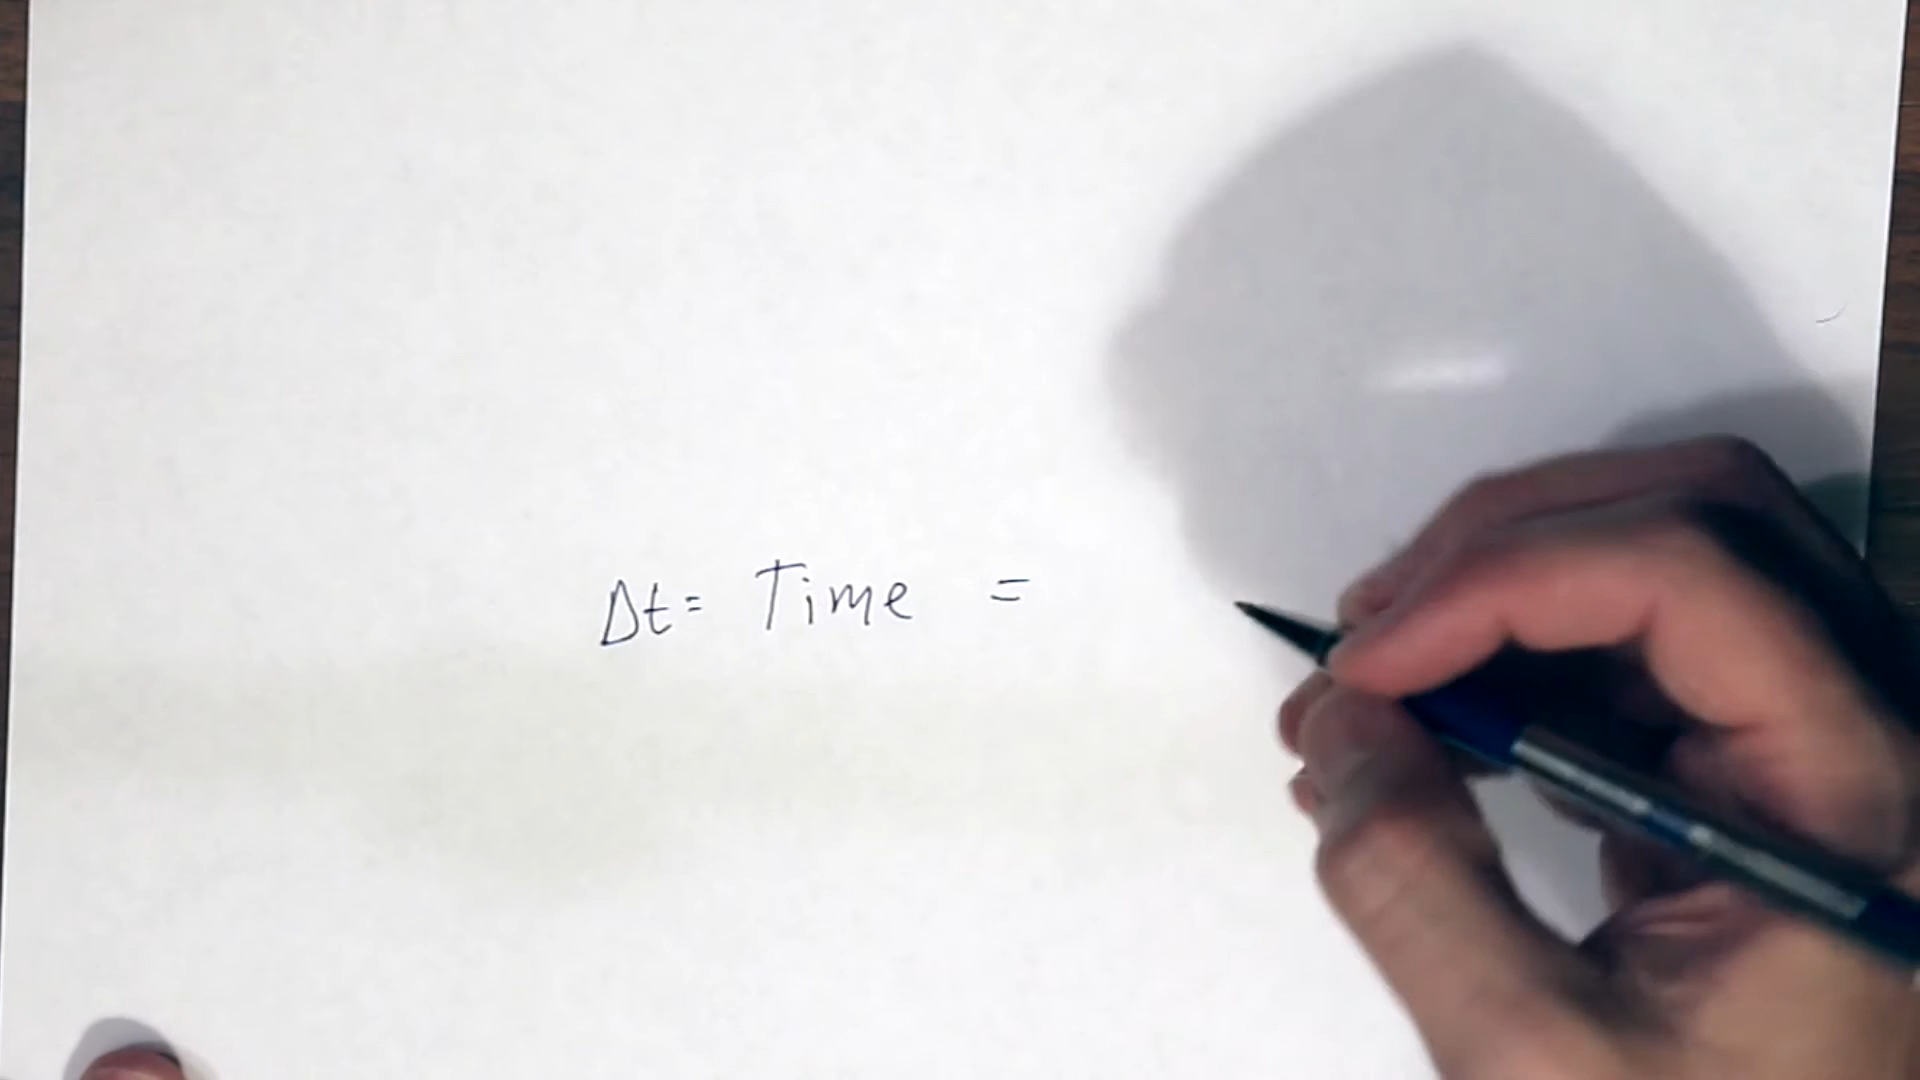 Δt = Time =